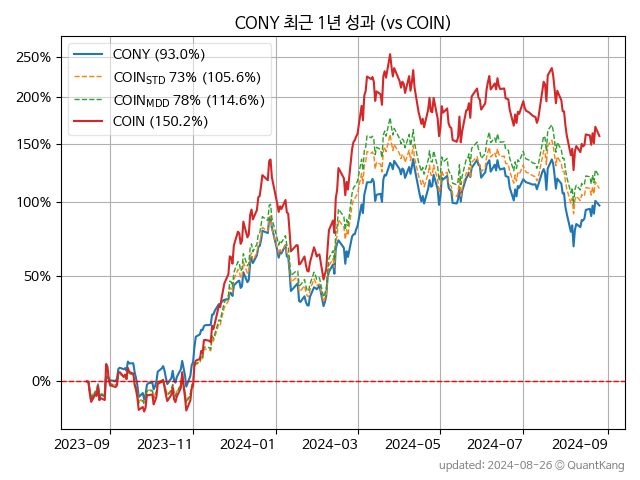 CONY 최근 1년 성과 (vs COIN)
CONY (93.0%)
COINSTD 73% (105.6%)
COINMDD 78% (114.6%)
COIN (150.2%)
250%
200%
150%
100%
50%
0%
2023-09 2023-11 2024-01 2024-03 2024-05 2024-07 2024-09
updated: 2024-08-26 © QuantKang